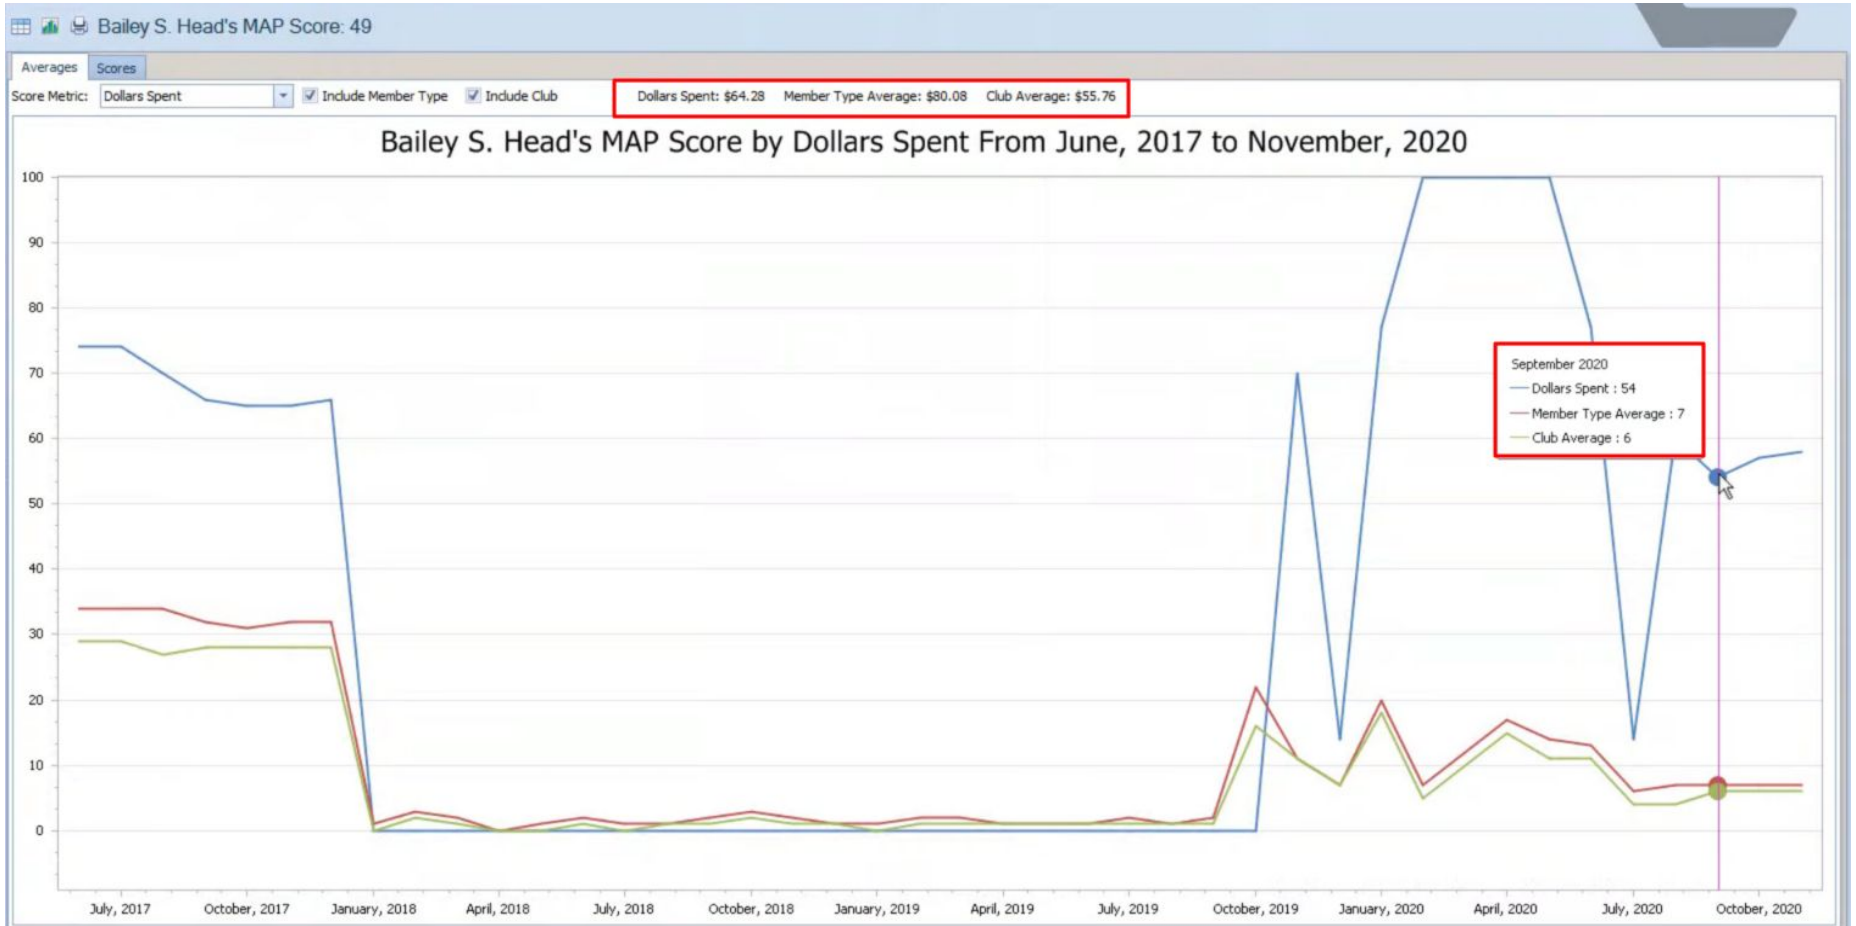 Bailey S. Head's MAP Score: 49
Averages Scores
Score Metric: Dollars Spent Include Member Type Include Club Dollars Spent: $64.28 Member Type Average: $80.08 Club Average: $55.76
Bailey S. Head's MAP Score by Dollars Spent From June, 2017 to November, 2020
100
90
80
70
60
50
40
30
20
10
0
September 2020
Dollars Spent : 54
Member Type Average : 7
Club Average : 6
July, 2017 October, 2017 January, 2018 April, 2018 July, 2018 October, 2018 January, 2019 April, 2019 July, 2019 October, 2019 January, 2020 April, 2020 July, 2020 October, 2020